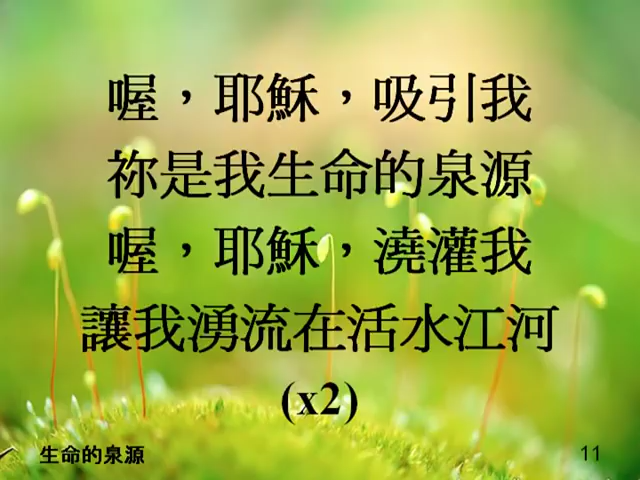 喔，耶穌，吸引我
祢是我生命的泉源
喔，耶穌，澆灌我
讓我湧流在活水江河
(x2)
生命的泉源
11